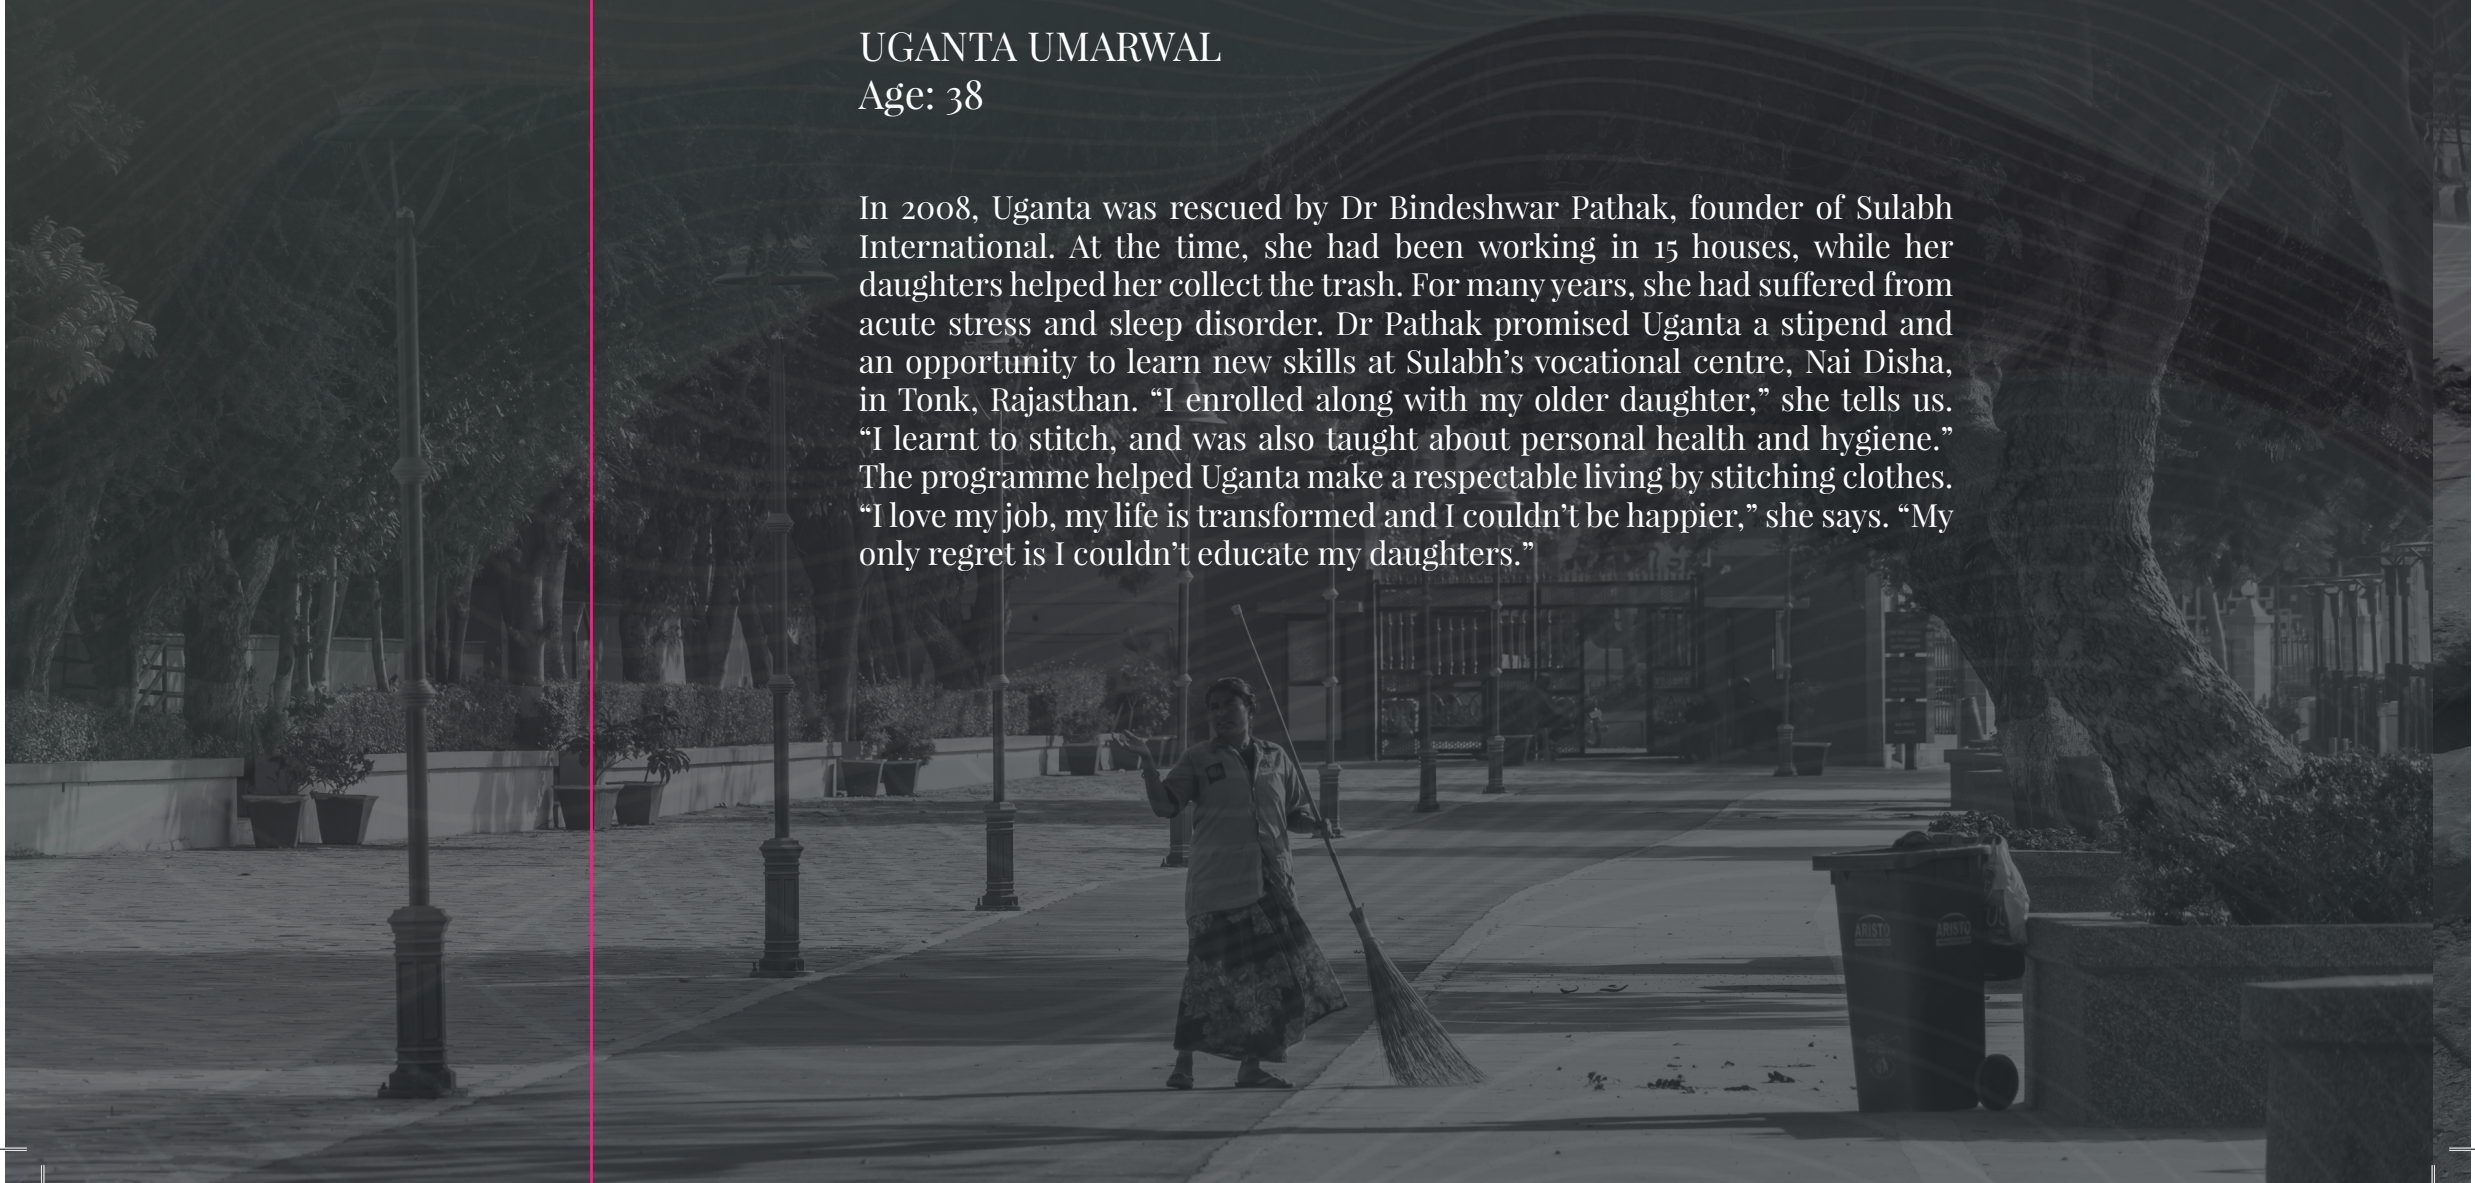 UGANTA UMARWAL
Age: 38
In 2008, Uganta was rescued by Dr Bindeshwar Pathak, founder of Sulabh
International. At the time, she had been working in 15 houses, while her
daughters helped her collect the trash. For many years, she had suffered from
acute stress and sleep disorder. Dr Pathak promised Uganta a stipend and
an opportunity to learn new skills at Sulabh’s vocational centre, Nai Disha,
in Tonk, Rajasthan. “I enrolled along with my older daughter,” she tells us.
“I learnt to stitch, and was also taught about personal health and hygiene.”
The programme helped Uganta make a respectable living by stitching clothes.
“I love my job, my life is transformed and I couldn’t be happier,” she says. “My
only regret is I couldn’t educate my daughters.”
ARISTO ARISTO